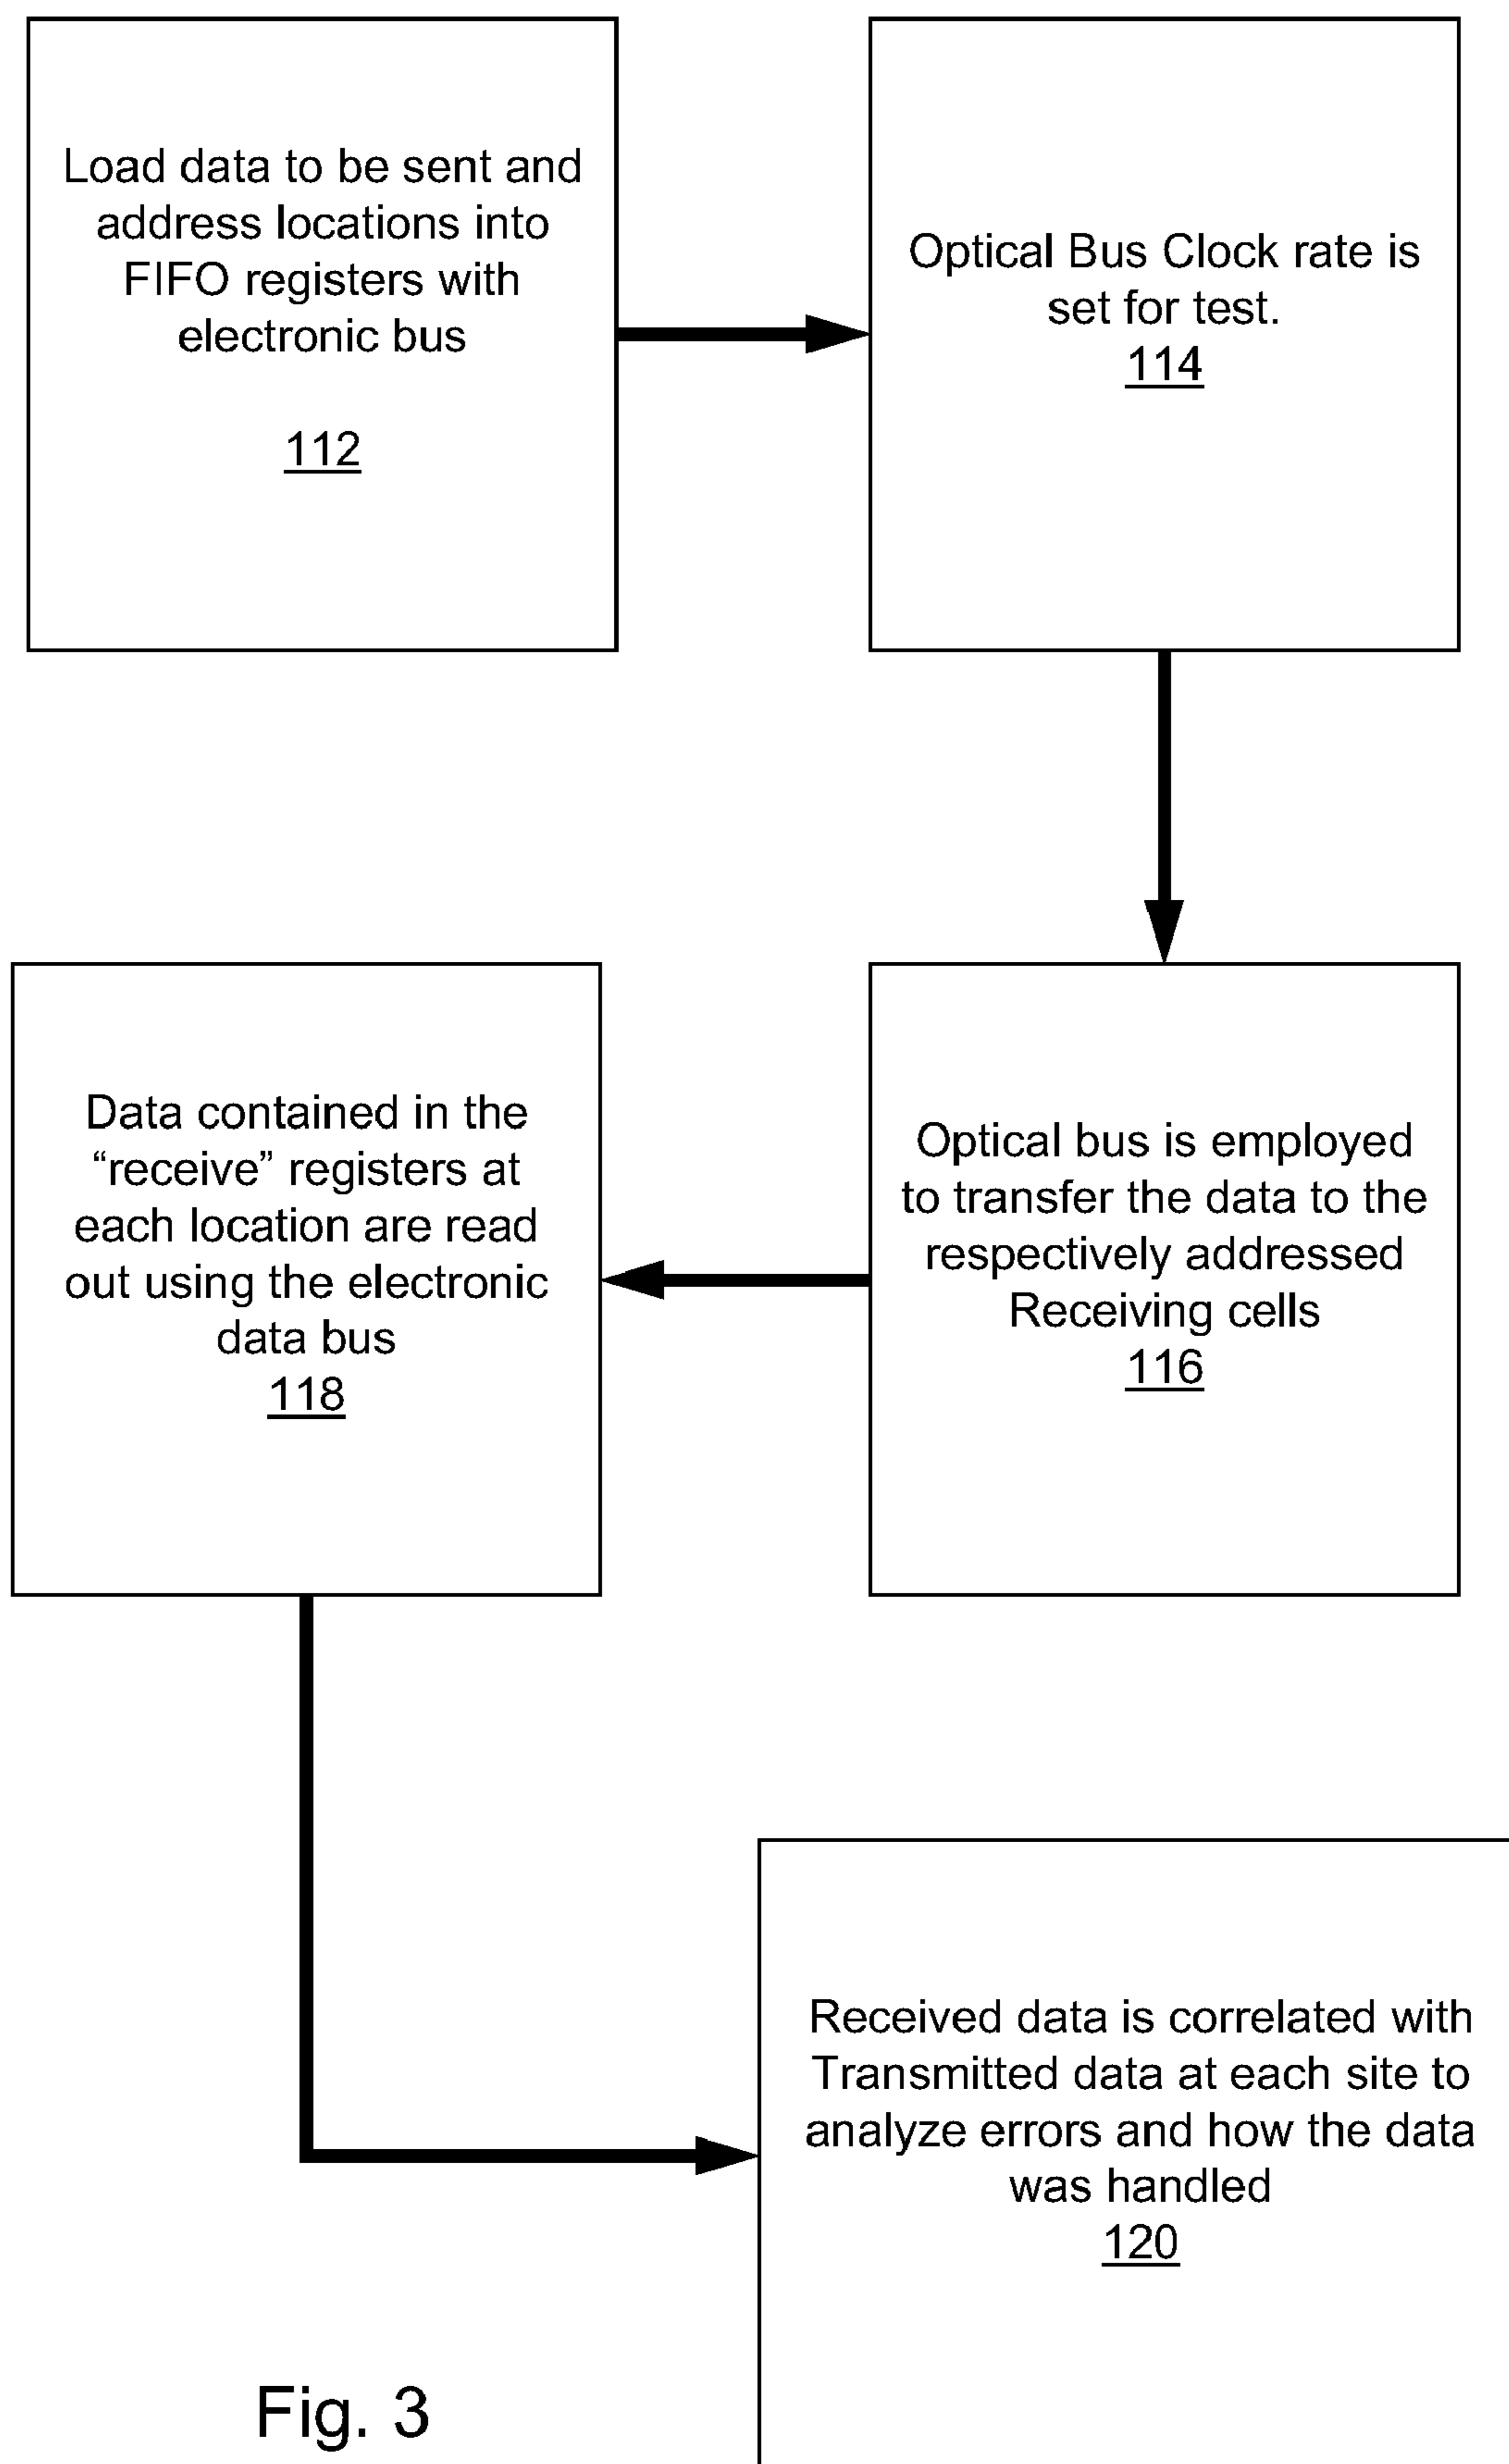 Load data to be sent and
address locations into
FIFO registers with
electronic bus
112
Optical Bus Clock rate is
set for test.
114
Optical bus is employed
to transfer the data to the
respectively addressed
Receiving cells
116
Data contained in the
“receive” registers at
each location are read
out using the electronic
data bus
118
Received data is correlated with
Transmitted data at each site to
analyze errors and how the data
was handled
120
Fig. 3